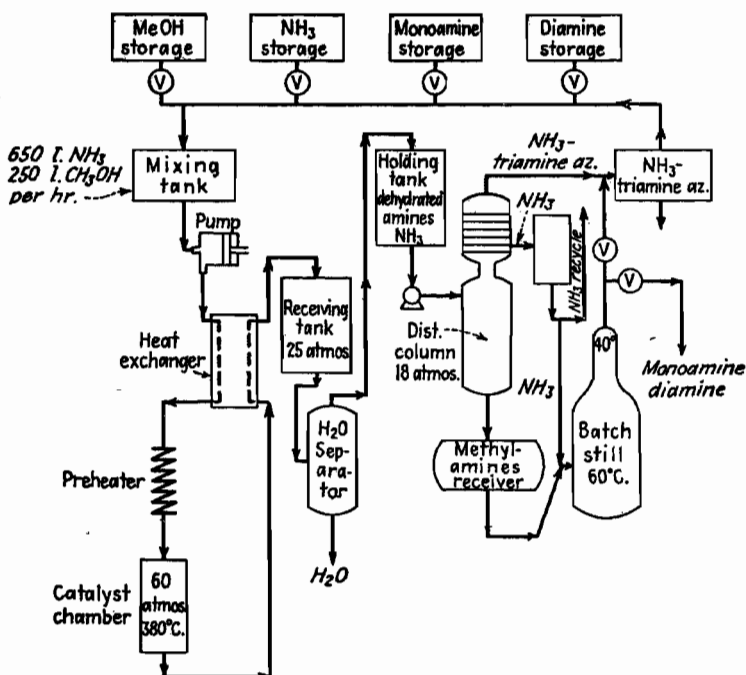 MeOH
storage
NH3
storage
Monoamine
storage
Diamine
storage
V
V
V
V
650 l. NH3
250 l. CH3OH
per hr.
Mixing
tank
Pump
Holding
tank
dehydrated
amines
NH3
NH3-
triamine az.
NH3
NH3-
triamine az.
NH3 recycle
V
V
Receiving
tank
25 atmos.
Heat
exchanger
Dist.
column
18 atmos.
NH3
40°
Monoamine
diamine
H2O
Sep-
ara-
tor
Methyl-
amines
receiver
Batch
still
60°C.
Preheater
H2O
Catalyst
chamber
60
atmos.
380°C.